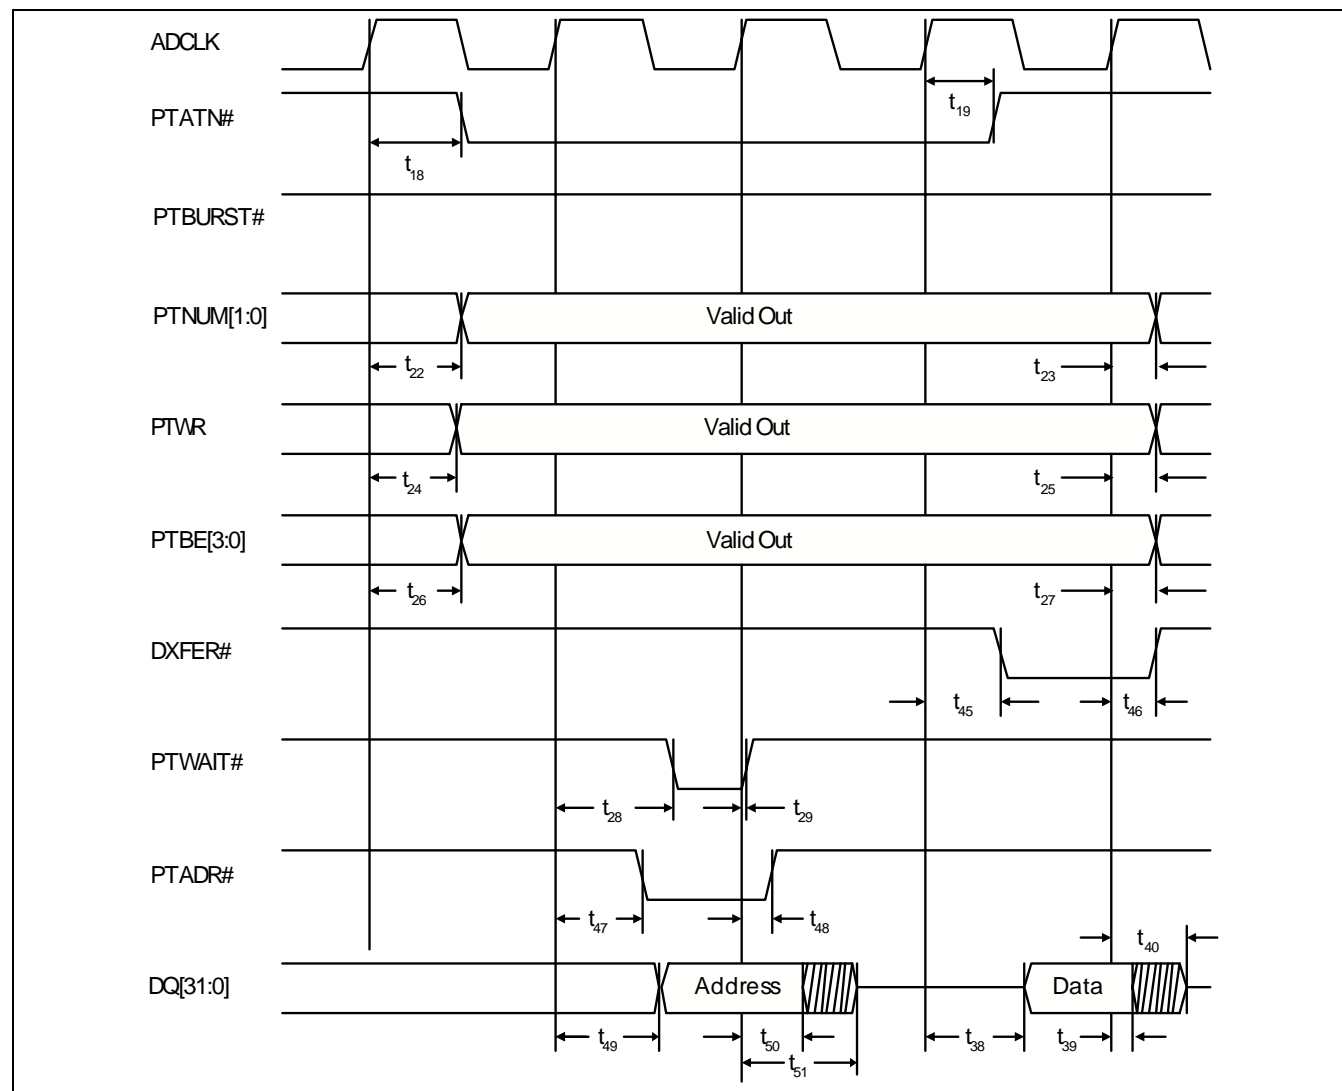 ADCLK
PTATN#
t19
t18
PTBURST#
PTNUM[1:0]
Valid Out
t22
t23
PTWR
Valid Out
t24
t25
PTBE[3:0]
Valid Out
t26
t27
DXFER#
t45
t46
PTWAIT#
t28
t29
PTADR#
t47
t48
t40
DQ[31:0]
Address
Data
t49
t50
t38
t39
t51